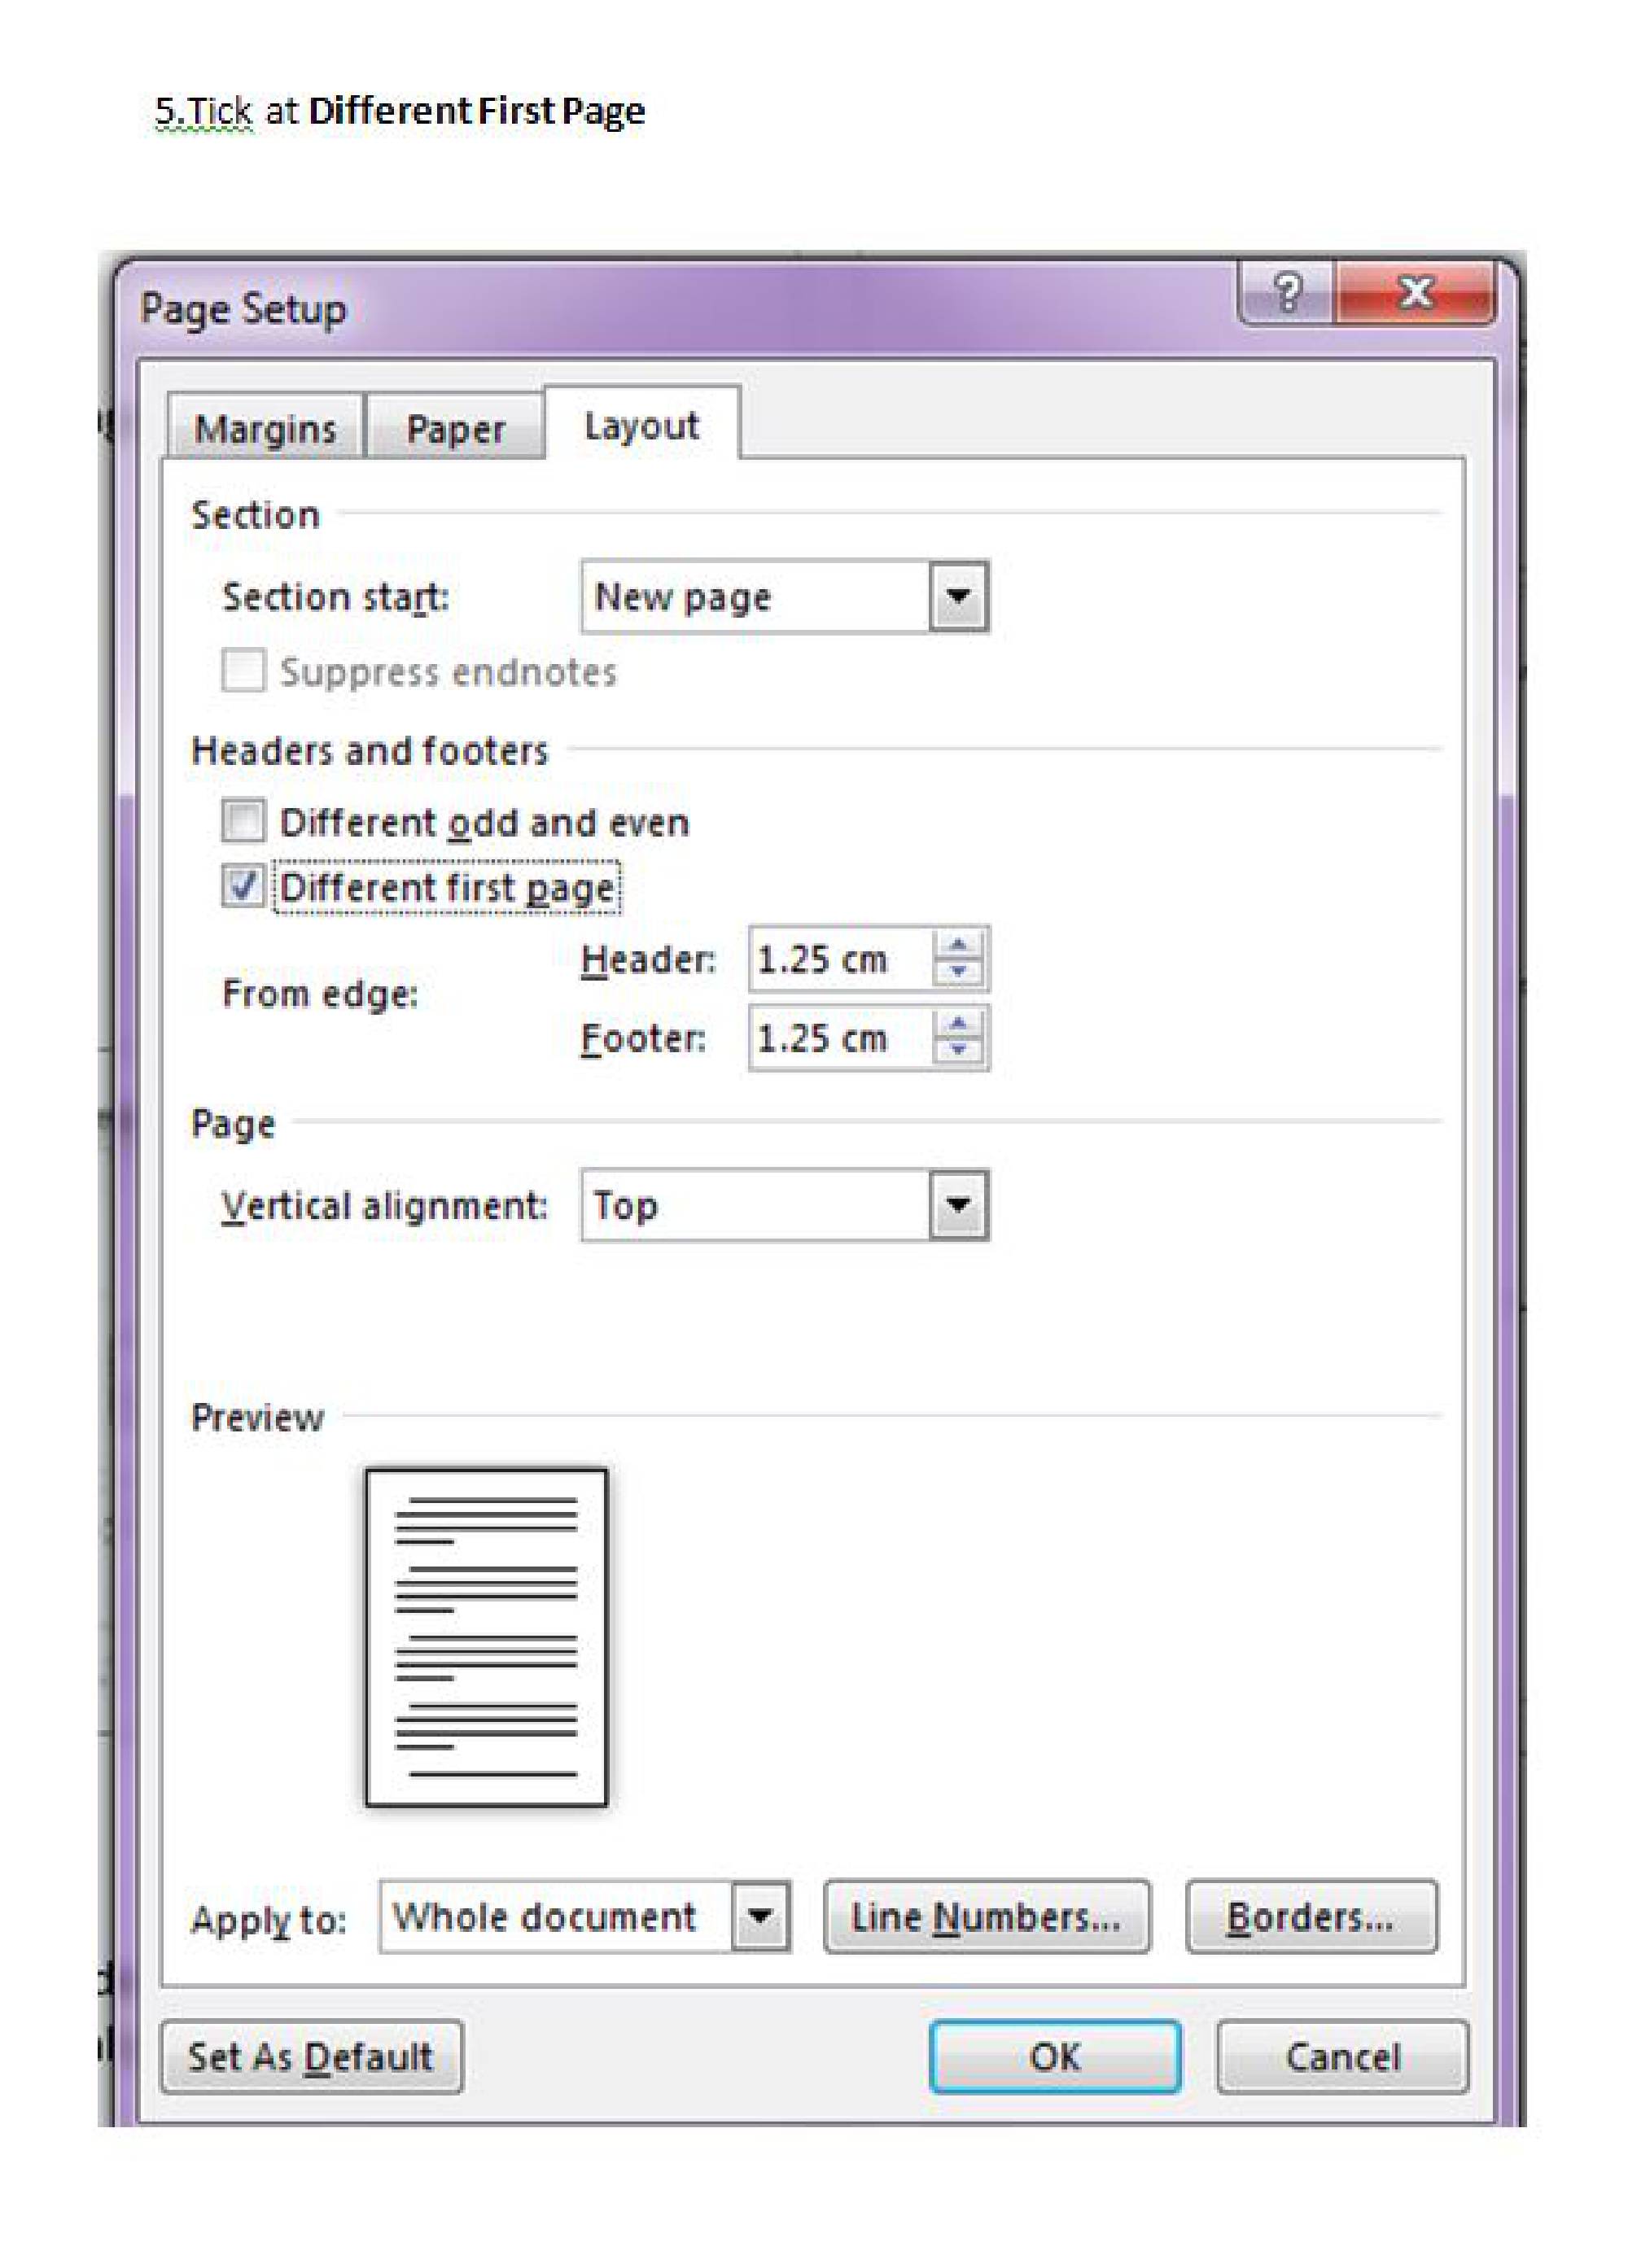 5.Tick at Different First Page
Page Setup
?
Margins Paper Layout
Section
Section start: New page
Suppress endnotes
Headers and footers
Different odd and even
Different first page
Header: 1.25 cm
From edge:
Footer: 1.25 cm
Page
Vertical alignment: Top
Preview
Apply to: Whole document Line Numbers... Borders...
Set As Default OK Cancel